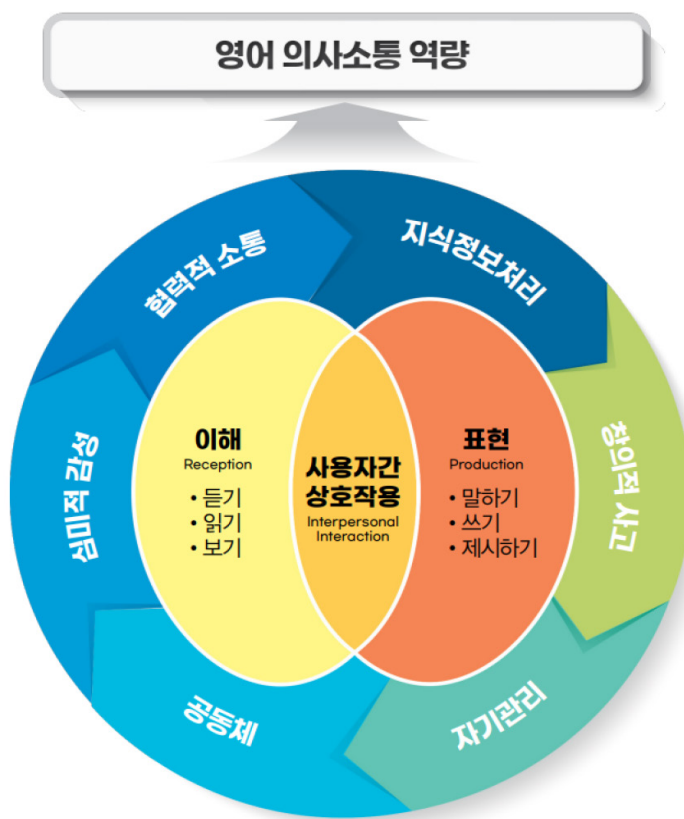 영어 의사소통 역량
협력적 소통
지식정보처리
창의적 사고
자기관리
공동체
심미적 감성
이해
Reception
• 듣기
• 읽기
• 보기
사용자간
상호작용
Interpersonal
Interaction
표현
Production
• 말하기
• 쓰기
• 제시하기